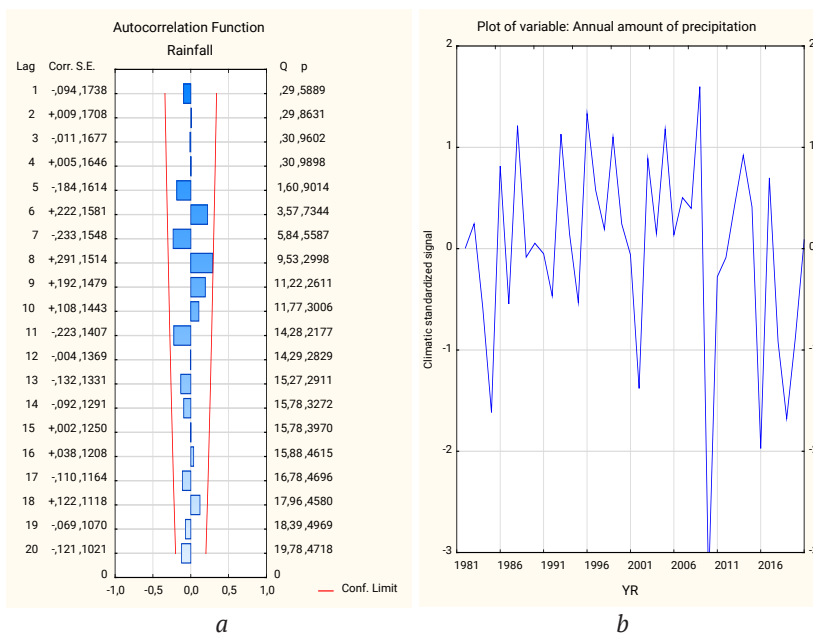 Autocorrelation Function
Rainfall
Lag Corr. S.E. Q p
1 -,094 ,1738 ,29 ,5889
2 +,009 ,1708 ,29 ,8631
3 -,011 ,1677 ,30 ,9602
4 +,005 ,1646 ,30 ,9898
5 -,184 ,1614 1,60 ,9014
6 +,222 ,1581 3,57 ,7344
7 -,233 ,1548 5,84 ,5587
8 +,291 ,1514 9,53 ,2998
9 +,192 ,1479 11,22 ,2611
10 +,108 ,1443 11,77 ,3006
11 -,223 ,1407 14,28 ,2177
12 -,004 ,1369 14,29 ,2829
13 -,132 ,1331 15,27 ,2911
14 -,092 ,1291 15,78 ,3272
15 +,002 ,1250 15,78 ,3970
16 +,038 ,1208 15,88 ,4615
17 -,110 ,1164 16,78 ,4696
18 +,122 ,1118 17,96 ,4580
19 -,069 ,1070 18,39 ,4969
20 -,121 ,1021 19,78 ,4718
0 0
-1,0 -0,5 0,0 0,5 1,0
Conf. Limit
a
Plot of variable: Annual amount of precipitation
2 2
1 1
0 0
-1 -
-2 -2
-3 -3
Climatic standardized signal
1981 1986 1991 1996 2001 2006 2011 2016
YR
b